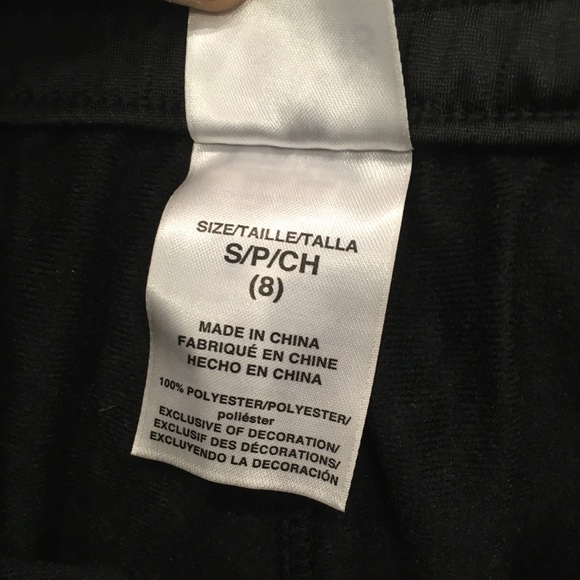 SIZE/TAILLE/TALLA
S/P/CH
(8)
MADE IN CHINA
FABRIQUÉ EN CHINE
HECHO EN CHINA
100% POLYESTER/POLYESTER/
poliéster
EXCLUSIVE OF DECORATION/
EXCLUSIF DES DÉCORATIONS/
EXCLUYENDO LA DECORACIÓN